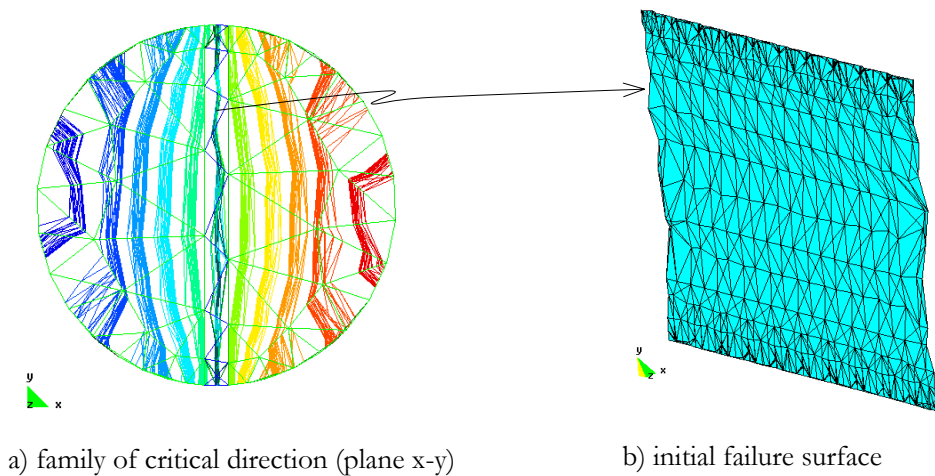 y
z x
y
z x
a) family of critical direction (plane x-y)
b) initial failure surface